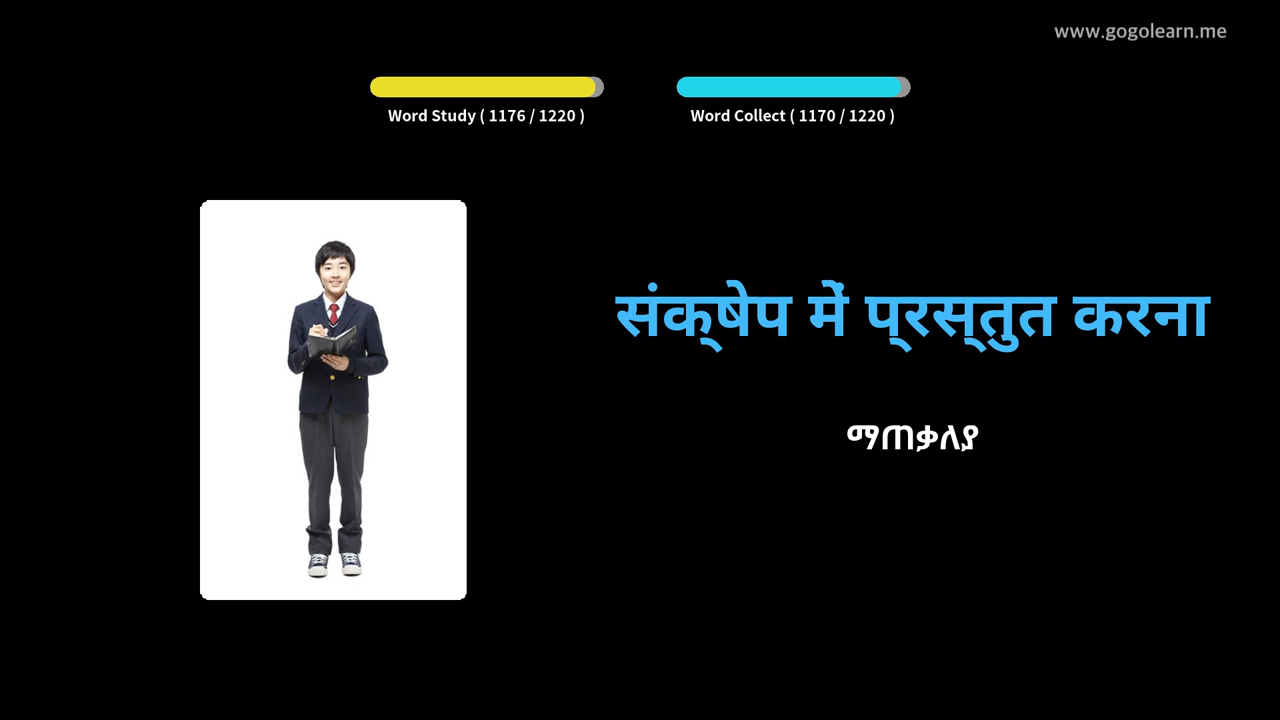 www.gogolearn.me
Word Study ( 1176 / 1220 )
Word Collect ( 1170 / 1220 )
संक्षेप में प्रस्तुत करना
ማጠቃለያ